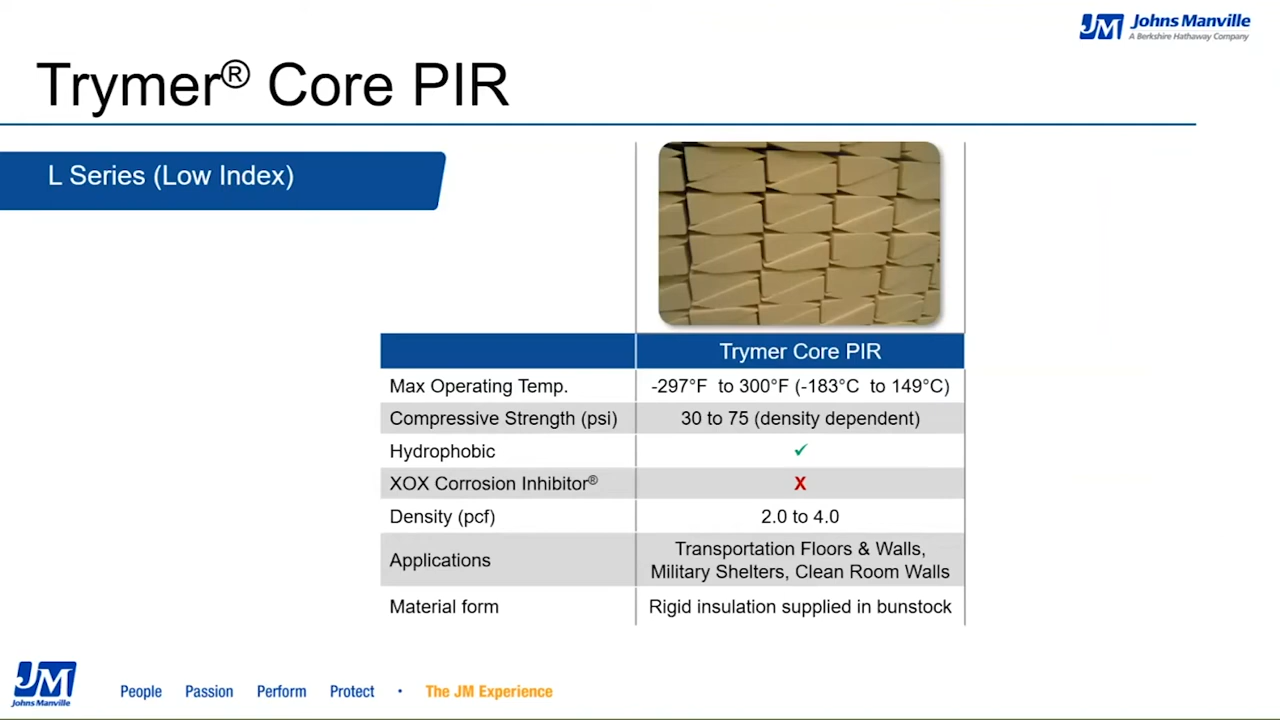 JM Johns Manville
A Berkshire Hathaway Company
Trymer® Core PIR
L Series (Low Index)
Trymer Core PIR
Max Operating Temp. -297°F to 300°F (-183°C to 149°C)
Compressive Strength (psi) 30 to 75 (density dependent)
Hydrophobic ✓
XOX Corrosion Inhibitor® X
Density (pcf) 2.0 to 4.0
Applications Transportation Floors & Walls,
Military Shelters, Clean Room Walls
Material form Rigid insulation supplied in bunstock
JM
Johns Manville
People Passion Perform Protect · The JM Experience